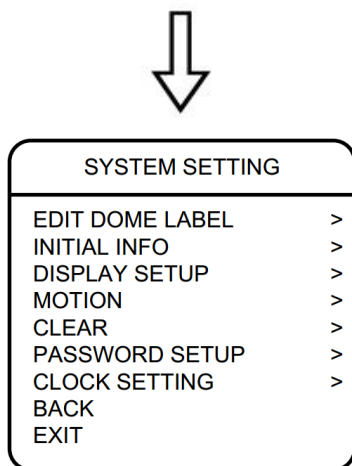 SYSTEM SETTING
EDIT DOME LABEL >
INITIAL INFO >
DISPLAY SETUP >
MOTION >
CLEAR >
PASSWORD SETUP >
CLOCK SETTING >
BACK
EXIT